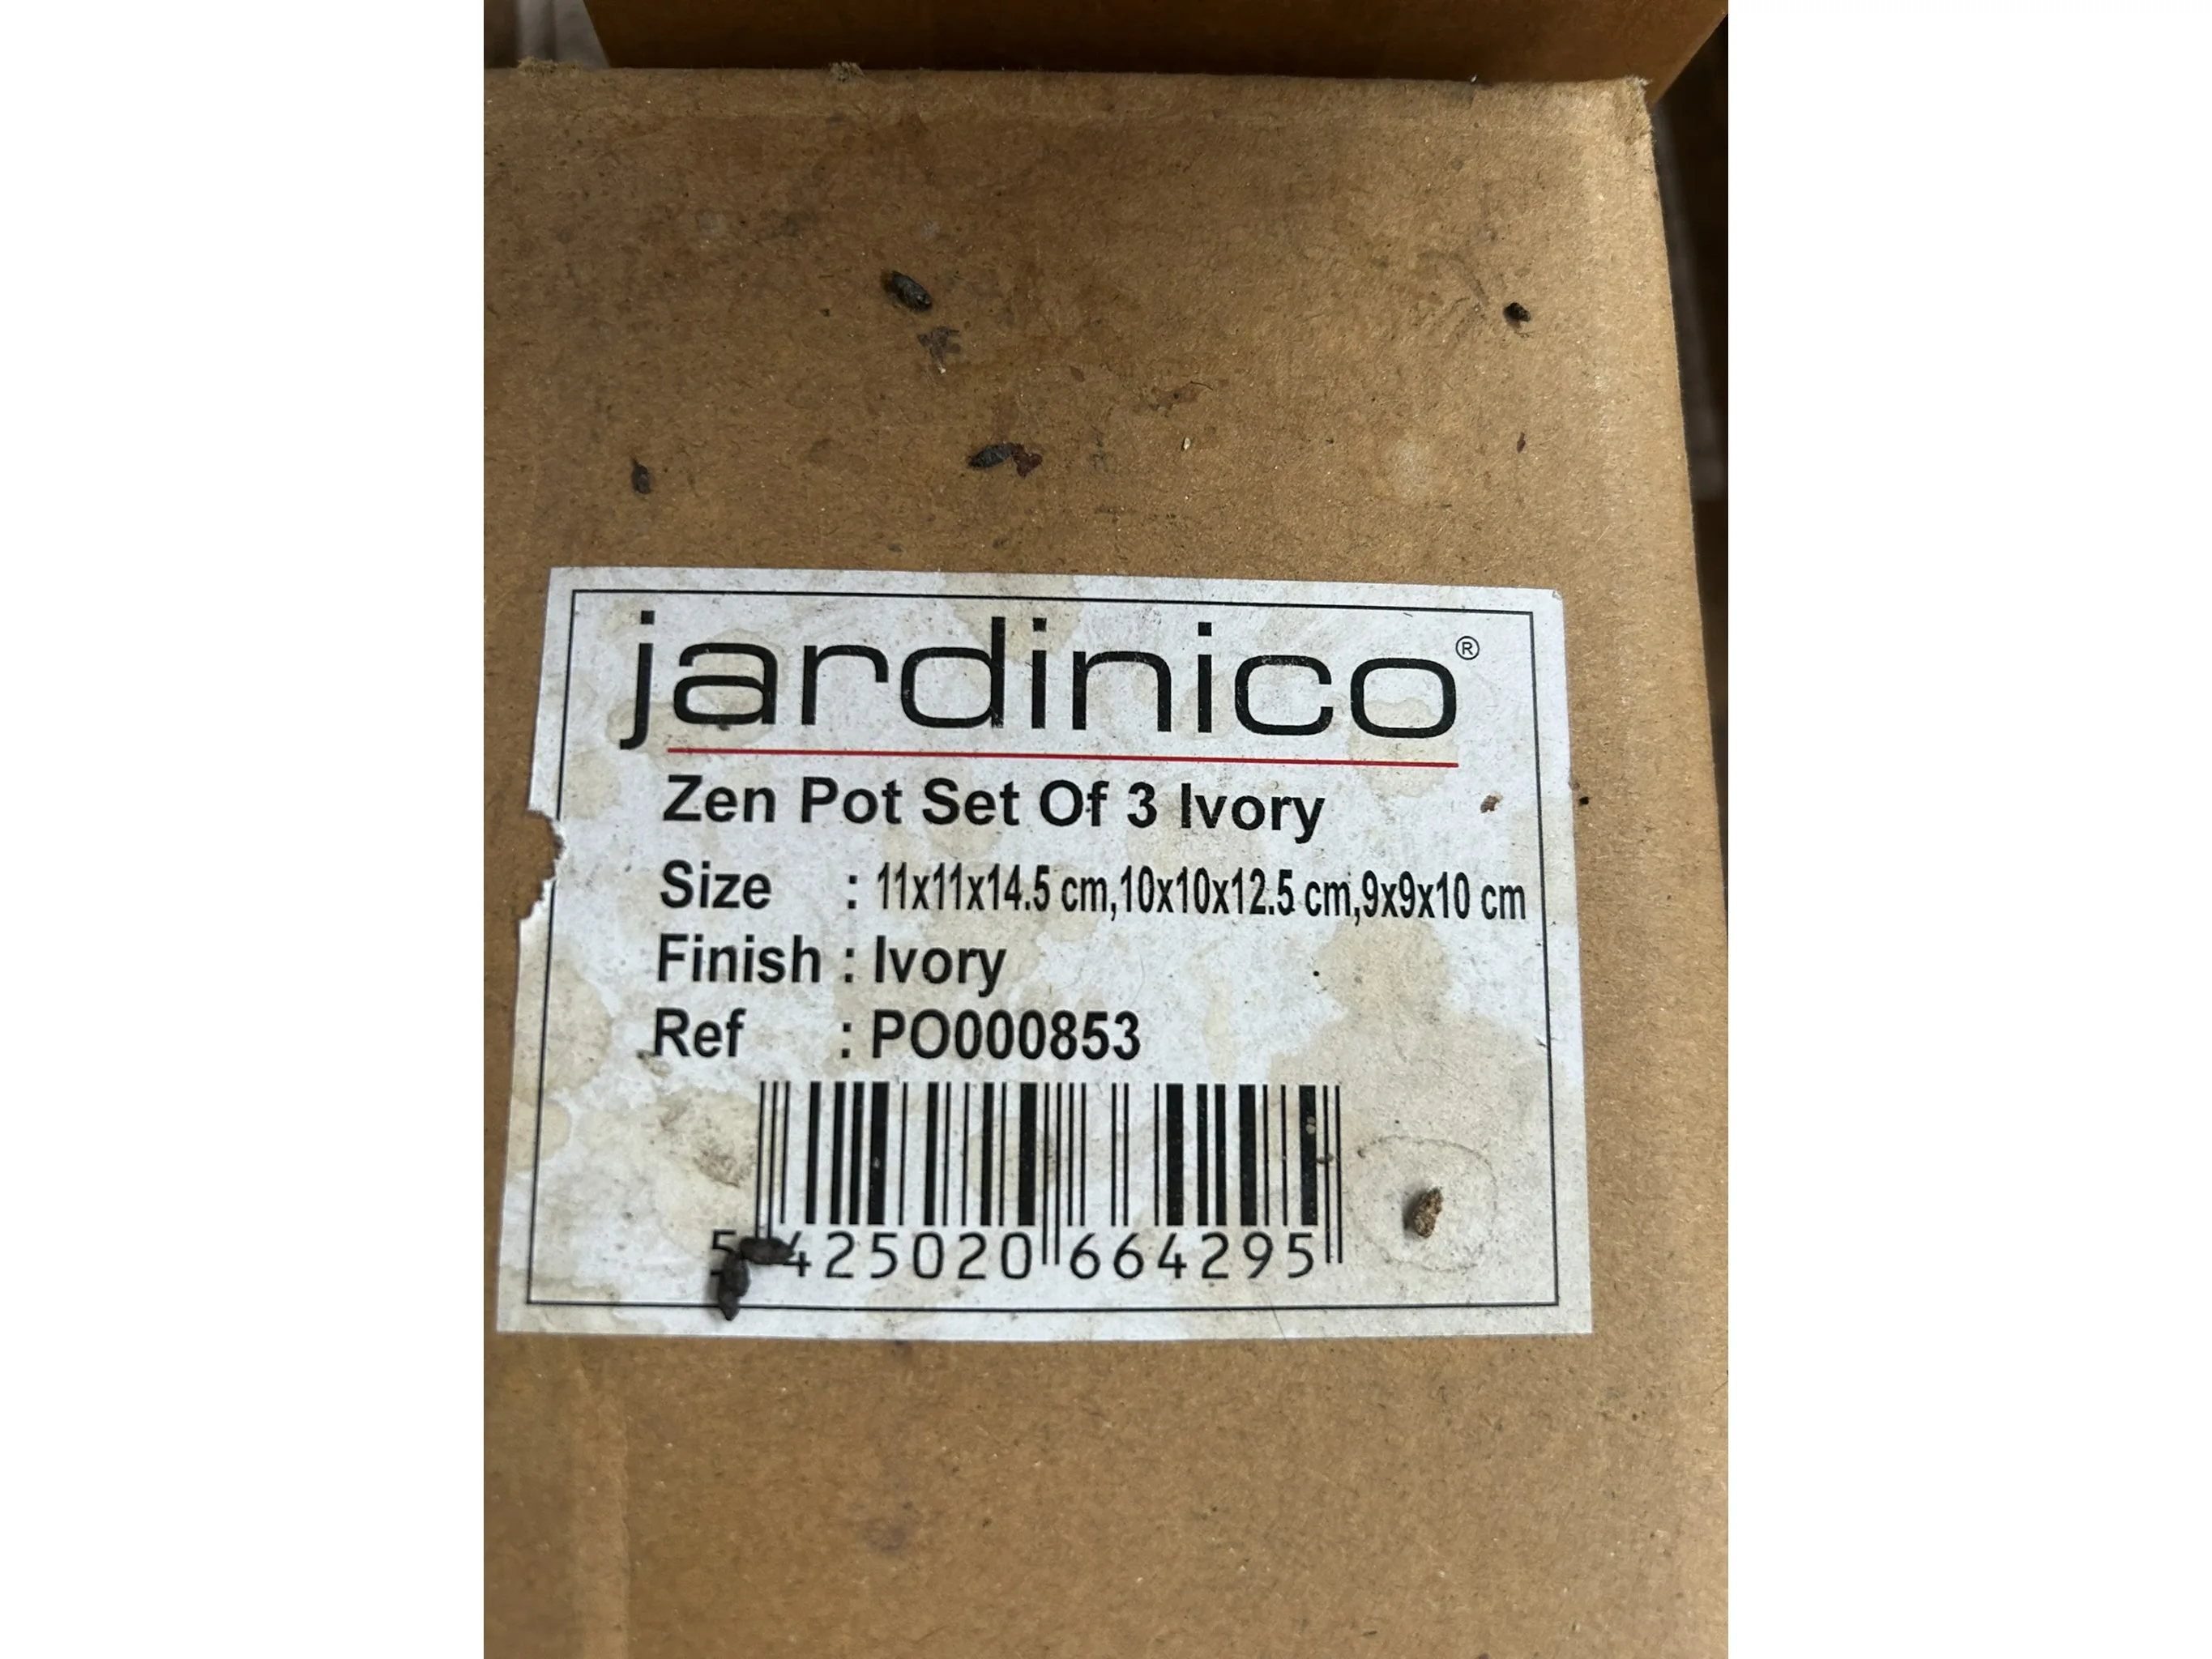 jardinico®
Zen Pot Set Of 3 Ivory
Size : 11x11x14.5 cm,10x10x12.5 cm,9x9x10 cm
Finish : Ivory
Ref : PO000853
5 425020 664295